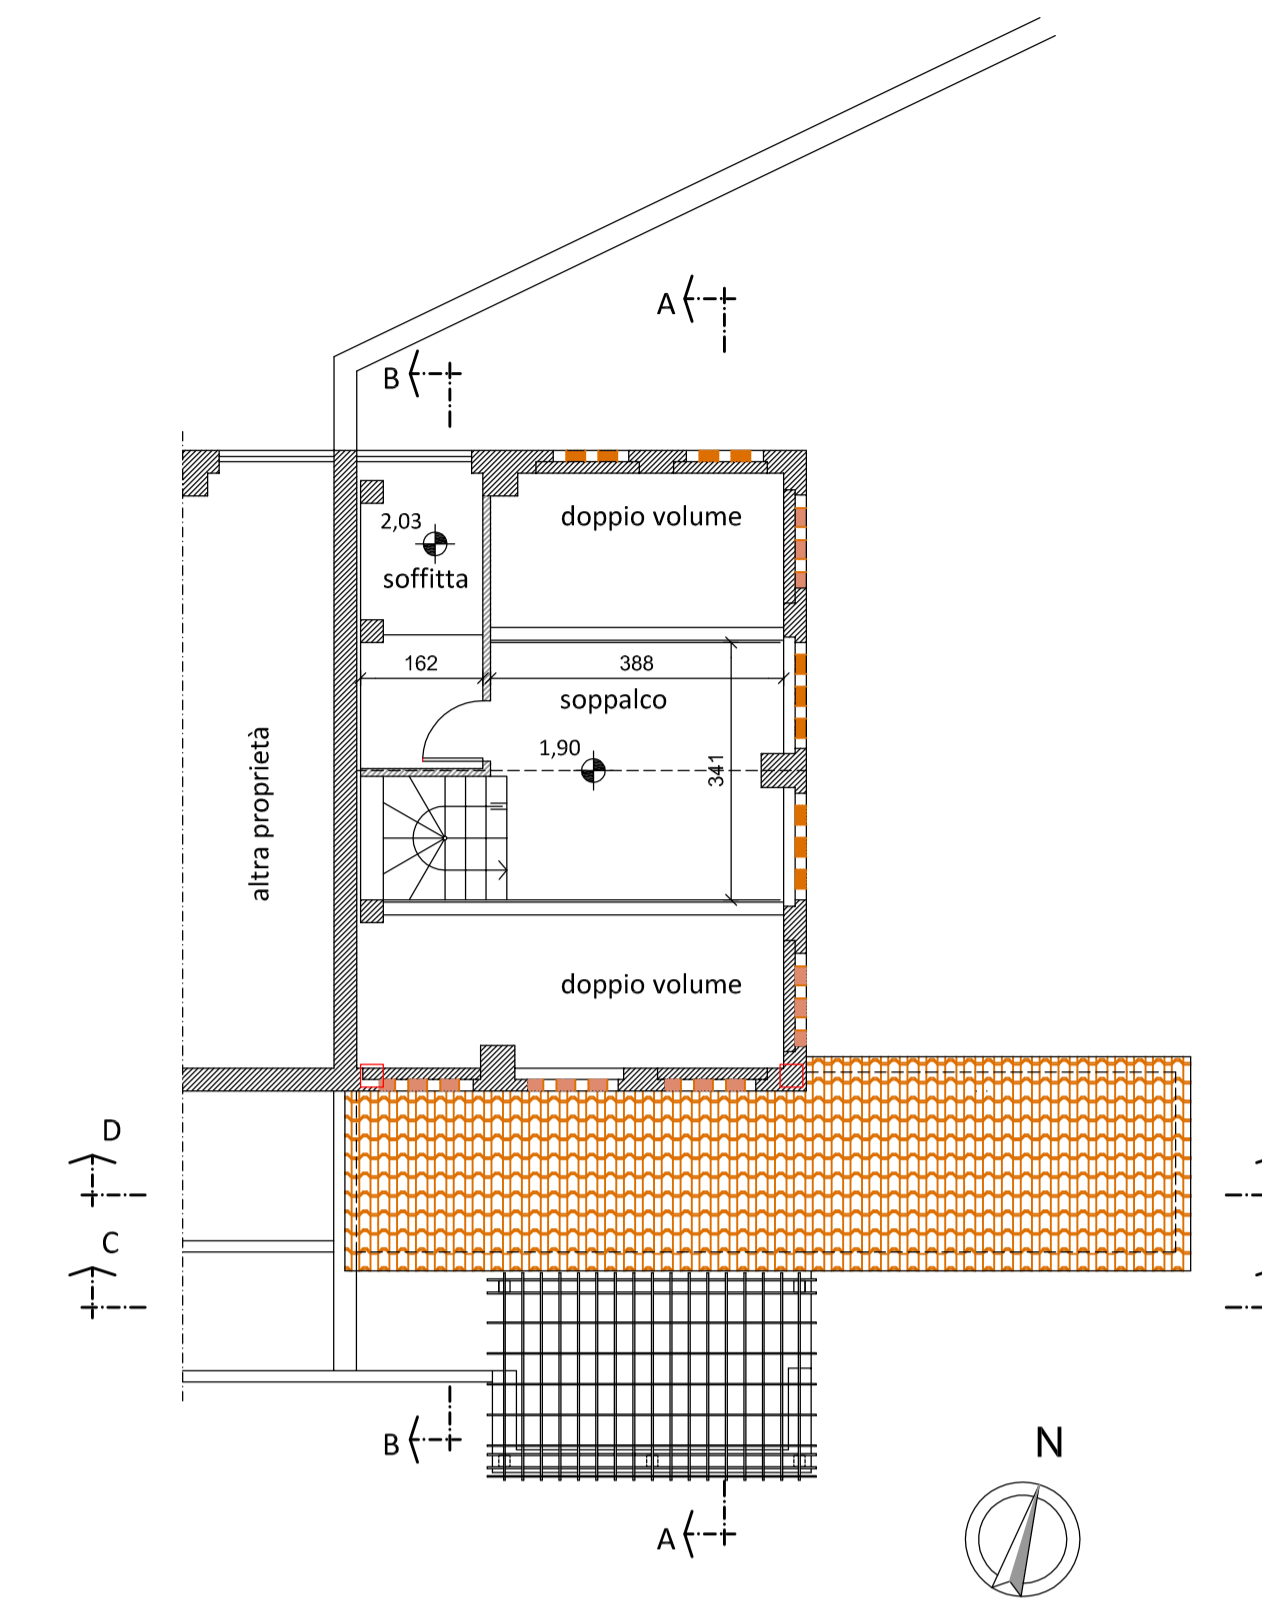 A
B
doppio volume
2,03
soffitta
162
388
soppalco
1,90
341
altra proprietà
doppio volume
D
C
B
N
A